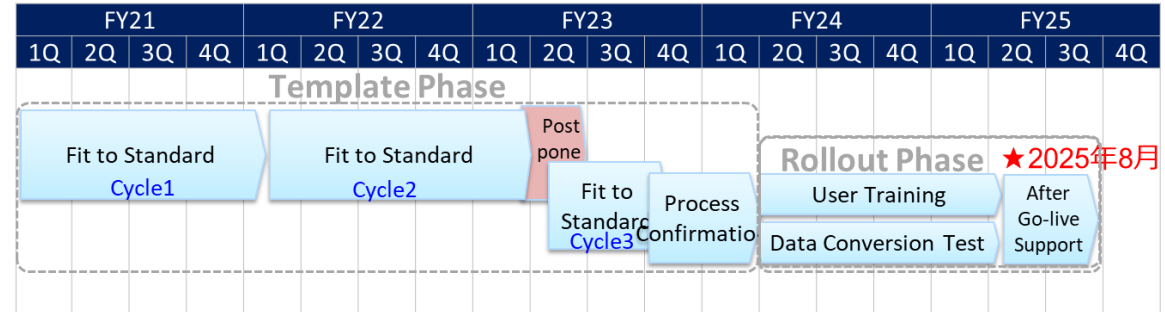 FY21 FY22 FY23 FY24 FY25
1Q 2Q 3Q 4Q 1Q 2Q 3Q 4Q 1Q 2Q 3Q 4Q 1Q 2Q 3Q 4Q 1Q 2Q 3Q 4Q
Template Phase
Fit to Standard
Cycle1
Fit to Standard
Cycle2
Post
pone
Fit to
Standard
Cycle3
Process
Confirmatio
Rollout Phase
★2025年8月
User Training
Data Conversion Test
After
Go-live
Support